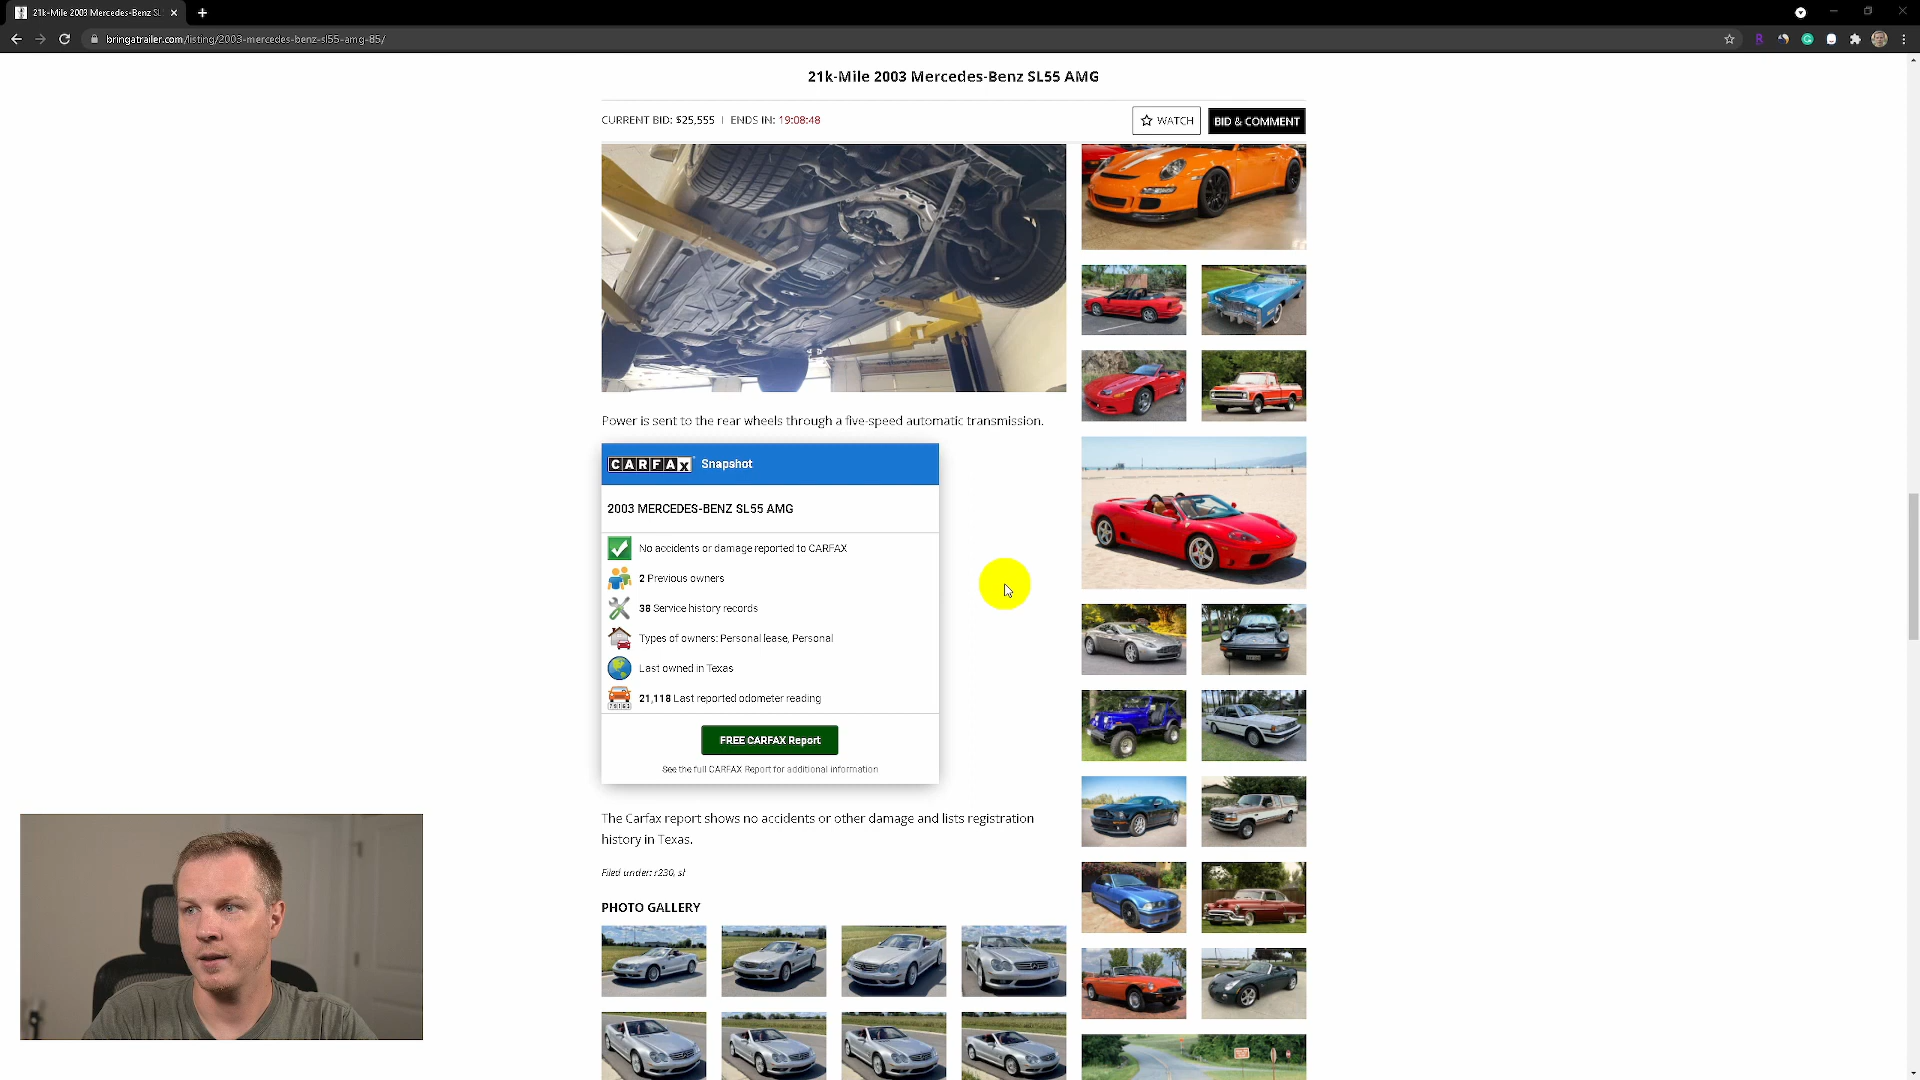 21k-Mile 2003 Mercedes-Benz SL
bringatrailer.com/listing/2003-mercedes-benz-sl55-amg-85/
21k-Mile 2003 Mercedes-Benz SL55 AMG
CURRENT BID: $25,555 | ENDS IN: 19:08:48
WATCH
BID & COMMENT
Power is sent to the rear wheels through a five-speed automatic transmission.
CARFAX Snapshot
2003 MERCEDES-BENZ SL55 AMG
No accidents or damage reported to CARFAX
2 Previous owners
38 Service history records
Types of owners: Personal lease, Personal
Last owned in Texas
21,118 Last reported odometer reading
FREE CARFAX Report
See the full CARFAX Report for additional information
The Carfax report shows no accidents or other damage and lists registration
history in Texas.
Filed under: r230, sl
PHOTO GALLERY